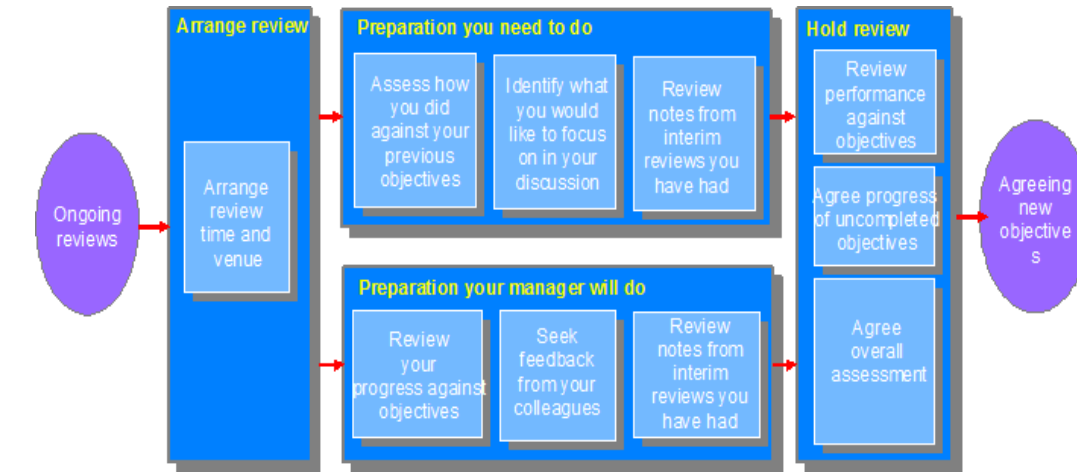 Ongoing
reviews
Arrange review
Arrange
review
time and
venue
Preparation you need to do
Assess how
you did
against your
previous
objectives
Identify what
you would
like to focus
on in your
discussion
Review
notes from
interim
reviews you
have had
Preparation your manager will do
Review
your
progress against
objectives
Seek
feedback
from your
colleagues
Review
notes from
interim
reviews you
have had
Hold review
Review
performance
against
objectives
Agree progress
of uncompleted
objectives
Agree
overall
assessment
Agreeing
new
objective
s